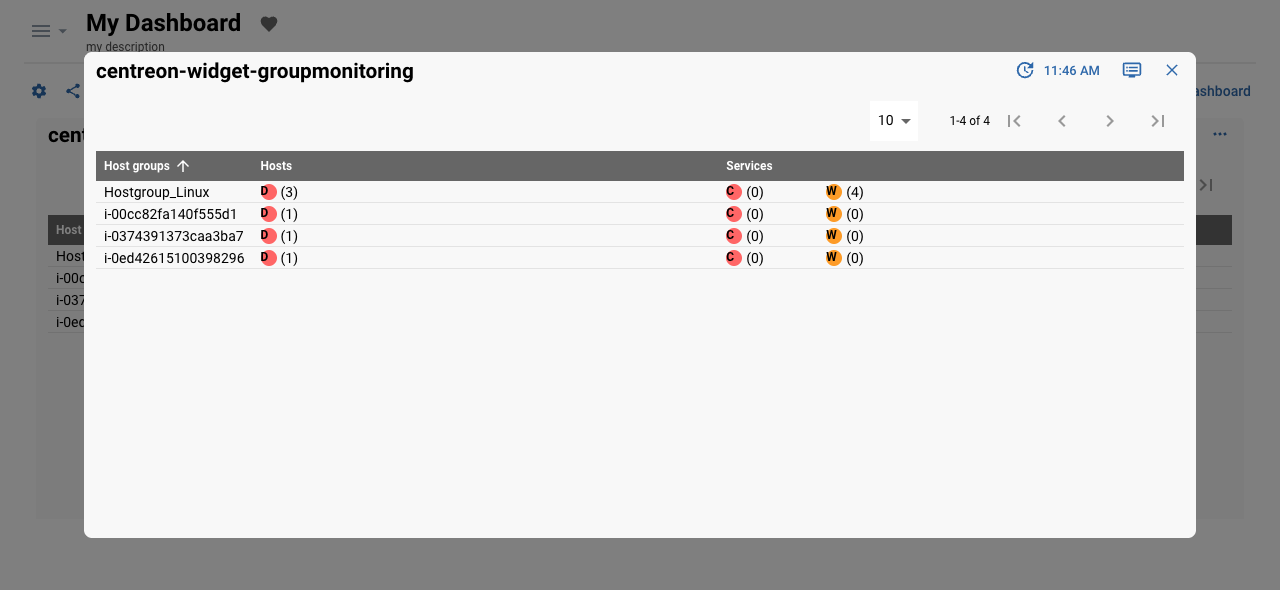 My Dashboard
my description
centreon-widget-groupmonitoring
11:46 AM
ashboard
cent
10
1-4 of 4
Host groups Hosts Services
Hostgroup_Linux D (3) C (0) W (4)
i-00cc82fa140f555d1 D (1) C (0) W (0)
i-0374391373caa3ba7 D (1) C (0) W (0)
i-0ed42615100398296 D (1) C (0) W (0)
Host
Host
i-00c
i-037
i-0ed